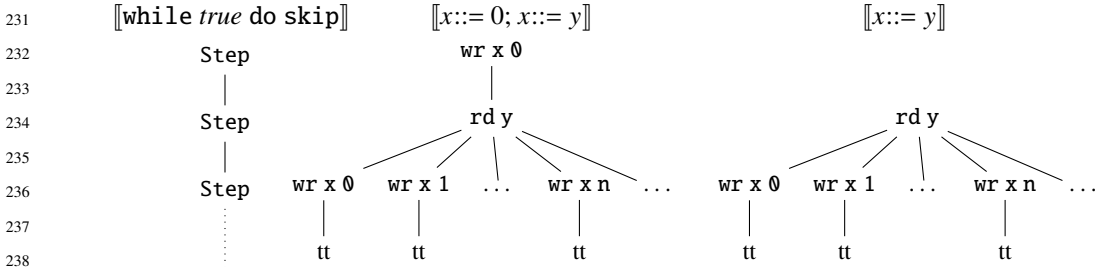 231 ⟦while true do skip⟧ ⟦x::= 0; x::= y⟧ ⟦x::= y⟧
232 Step wr x 0
233
234 Step rd y rd y
235
236 Step wr x 0 wr x 1 ... wr x n ... wr x 0 wr x 1 ... wr x n ...
237
238 tt tt tt tt tt tt